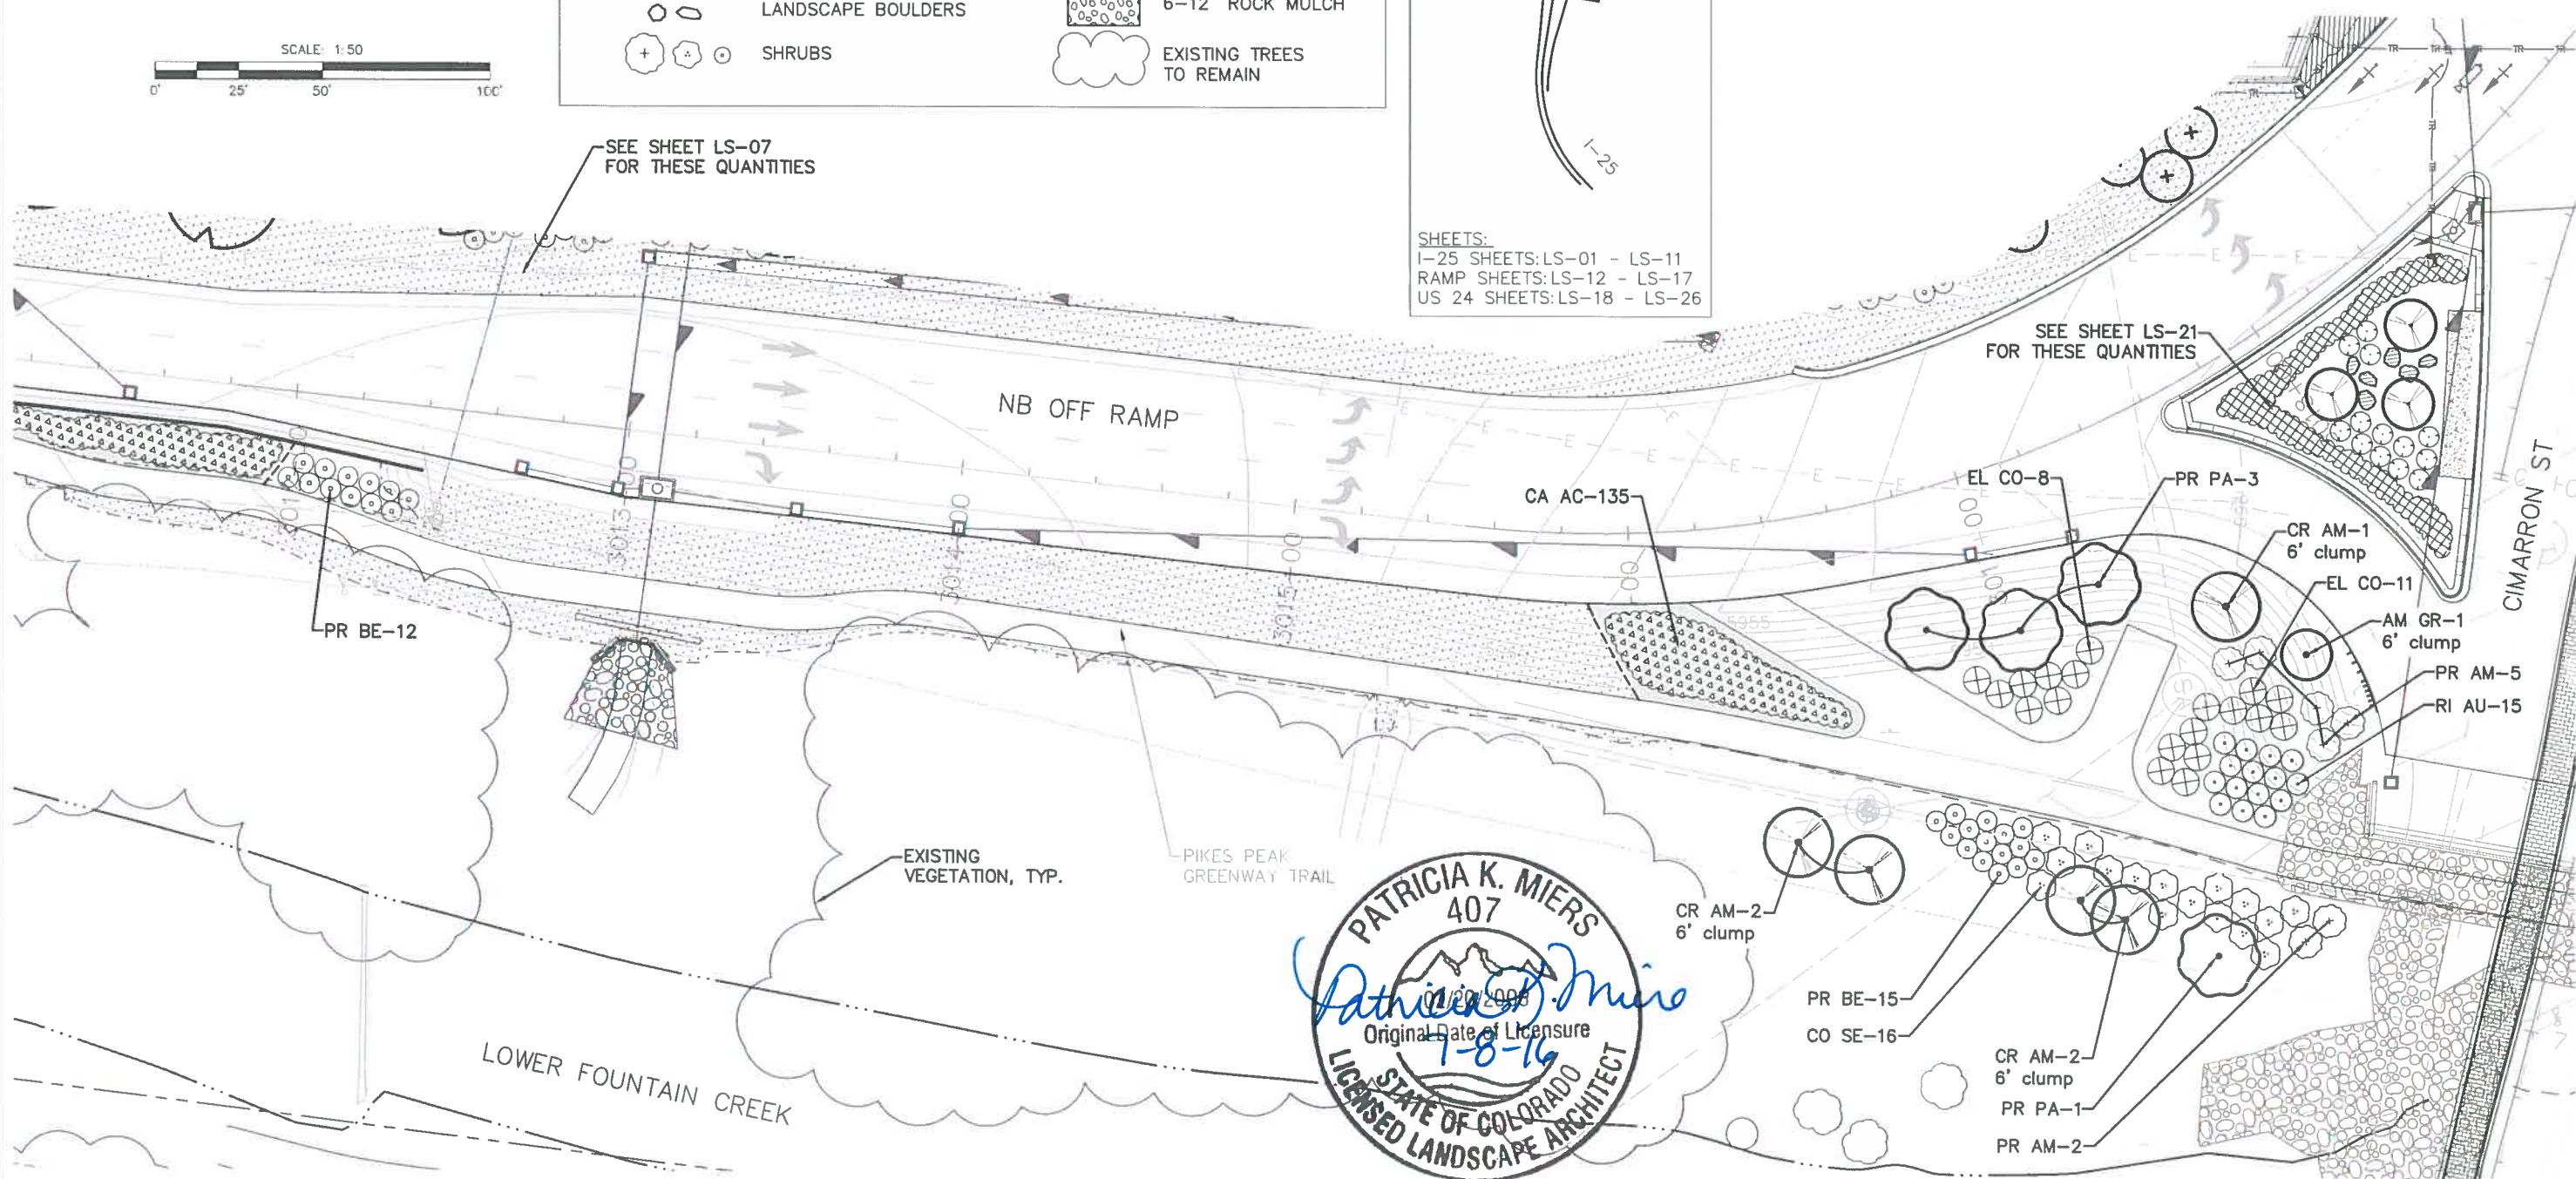 LANDSCAPE BOULDERS
6-12" ROCK MULCH
SHRUBS
EXISTING TREES
TO REMAIN
SCALE: 1:50
0' 25' 50' 100'
I-25
SHEETS:
I-25 SHEETS: LS-01 - LS-11
RAMP SHEETS: LS-12 - LS-17
US 24 SHEETS: LS-18 - LS-26
SEE SHEET LS-07
FOR THESE QUANTITIES
SEE SHEET LS-21
FOR THESE QUANTITIES
NB OFF RAMP
CIMARRON ST
CA AC-135
EL CO-8
PR PA-3
CR AM-1
6' clump
EL CO-11
AM GR-1
6' clump
PR AM-5
RI AU-15
PR BE-12
5955
EXISTING
VEGETATION, TYP.
PIKES PEAK
GREENWAY TRAIL
CR AM-2
6' clump
PR BE-15
CO SE-16
CR AM-2
6' clump
PR PA-1
PR AM-2
LOWER FOUNTAIN CREEK
PATRICIA K. MIERS
407
Original Date of Licensure
7-8-16
STATE OF COLORADO
LICENSED LANDSCAPE ARCHITECT